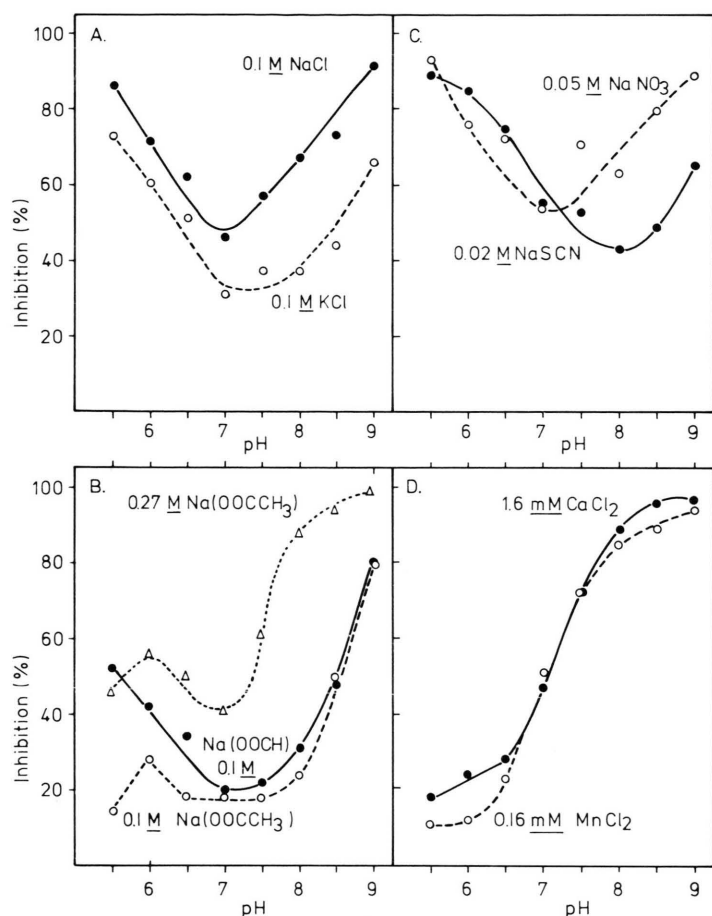 A.
0.1 M NaCl
0.1 M KCl
Inhibition (%)
100
80
60
40
20
6
7
8
9
pH
C.
0.05 M NaNO3
0.02 M NaSCN
6
7
8
9
pH
B.
0.27 M Na(OOCCH3)
Na(OOCH)
0.1 M
0.1 M Na(OOCCH3)
Inhibition (%)
100
80
60
40
20
6
7
8
9
pH
D.
1.6 mM CaCl2
0.16 mM MnCl2
6
7
8
9
pH